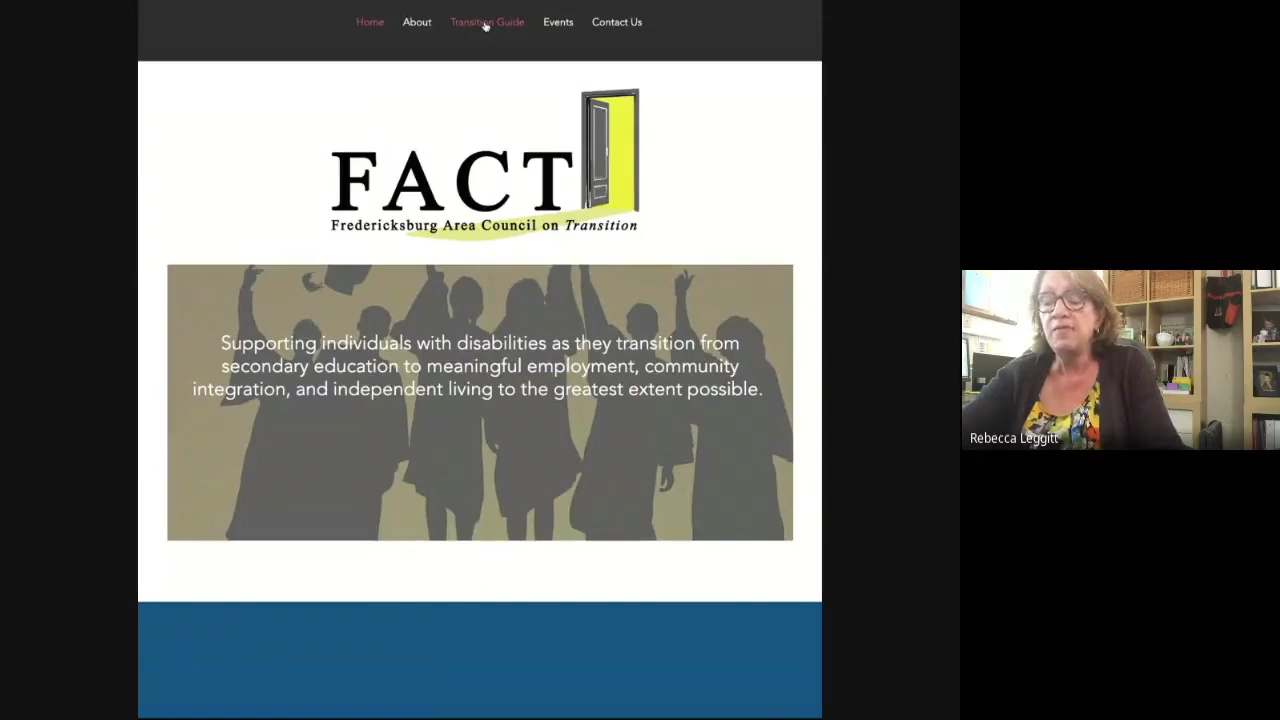 Home About Transition Guide Events Contact Us
FACT
Fredericksburg Area Council on Transition
Supporting individuals with disabilities as they transition from
secondary education to meaningful employment, community
integration, and independent living to the greatest extent possible.
Rebecca Leggitt